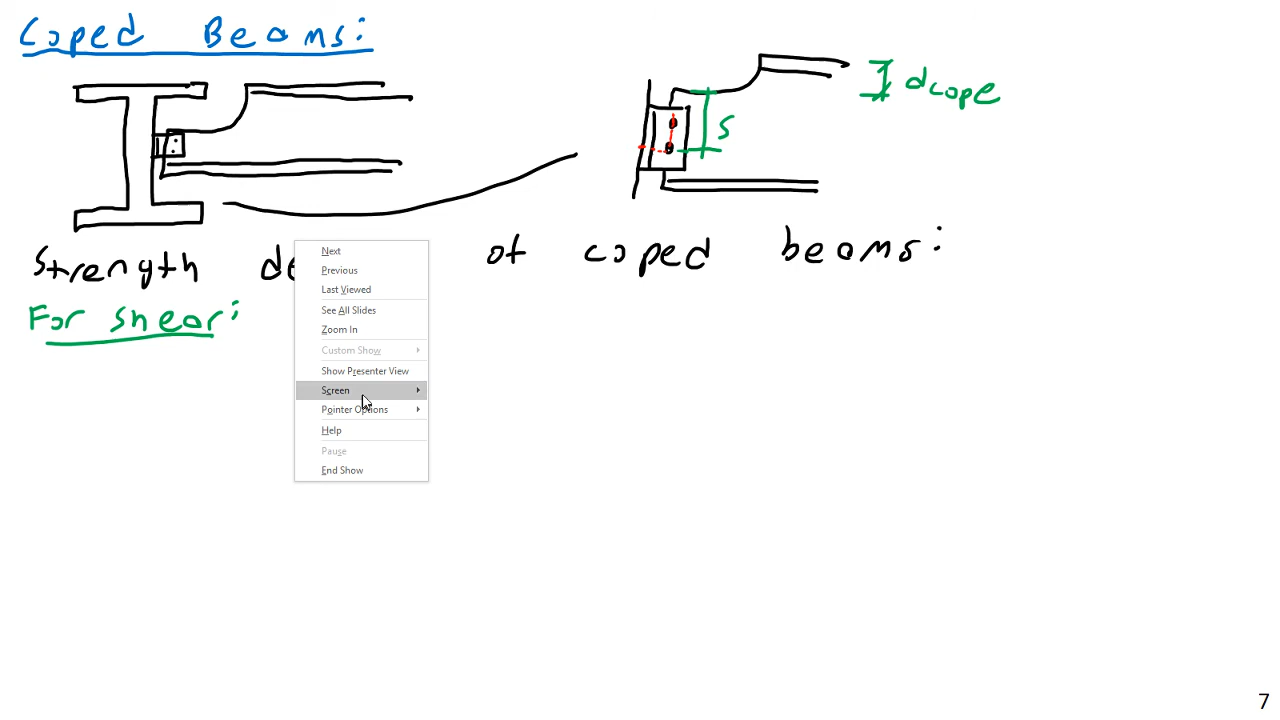 Coped Beams:
dcope
S
Strength of coped beams:
For shear:
Next
Previous
Last Viewed
See All Slides
Zoom In
Custom Show
Show Presenter View
Screen
Pointer Options
Help
Pause
End Show
7